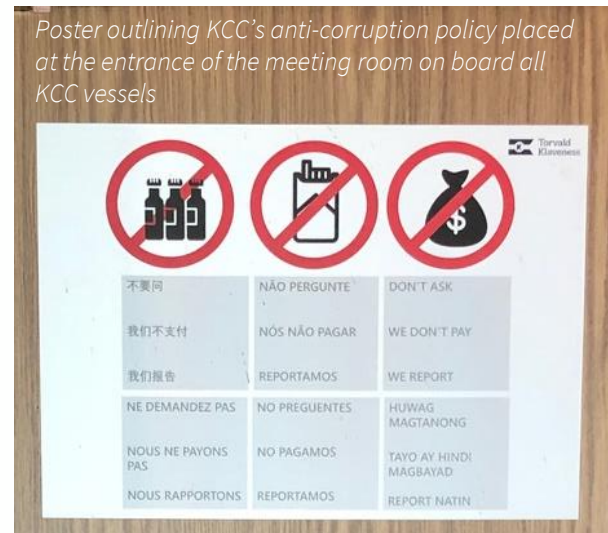 Poster outlining KCC's anti-corruption policy placed
at the entrance of the meeting room on board all
KCC vessels
Torvald
Klaveness
$
不要问
我们不支付
我们报告
NÃO PERGUNTE
NÓS NÃO PAGAR
REPORTAMOS
DON'T ASK
WE DON'T PAY
WE REPORT
NE DEMANDEZ PAS
NOUS NE PAYONS
PAS
NOUS RAPPORTONS
NO PREGUENTES
NO PAGAMOS
REPORTAMOS
HUWAG
MAGTANONG
TAYO AY HINDI
MAGBAYAD
REPORT NATIN